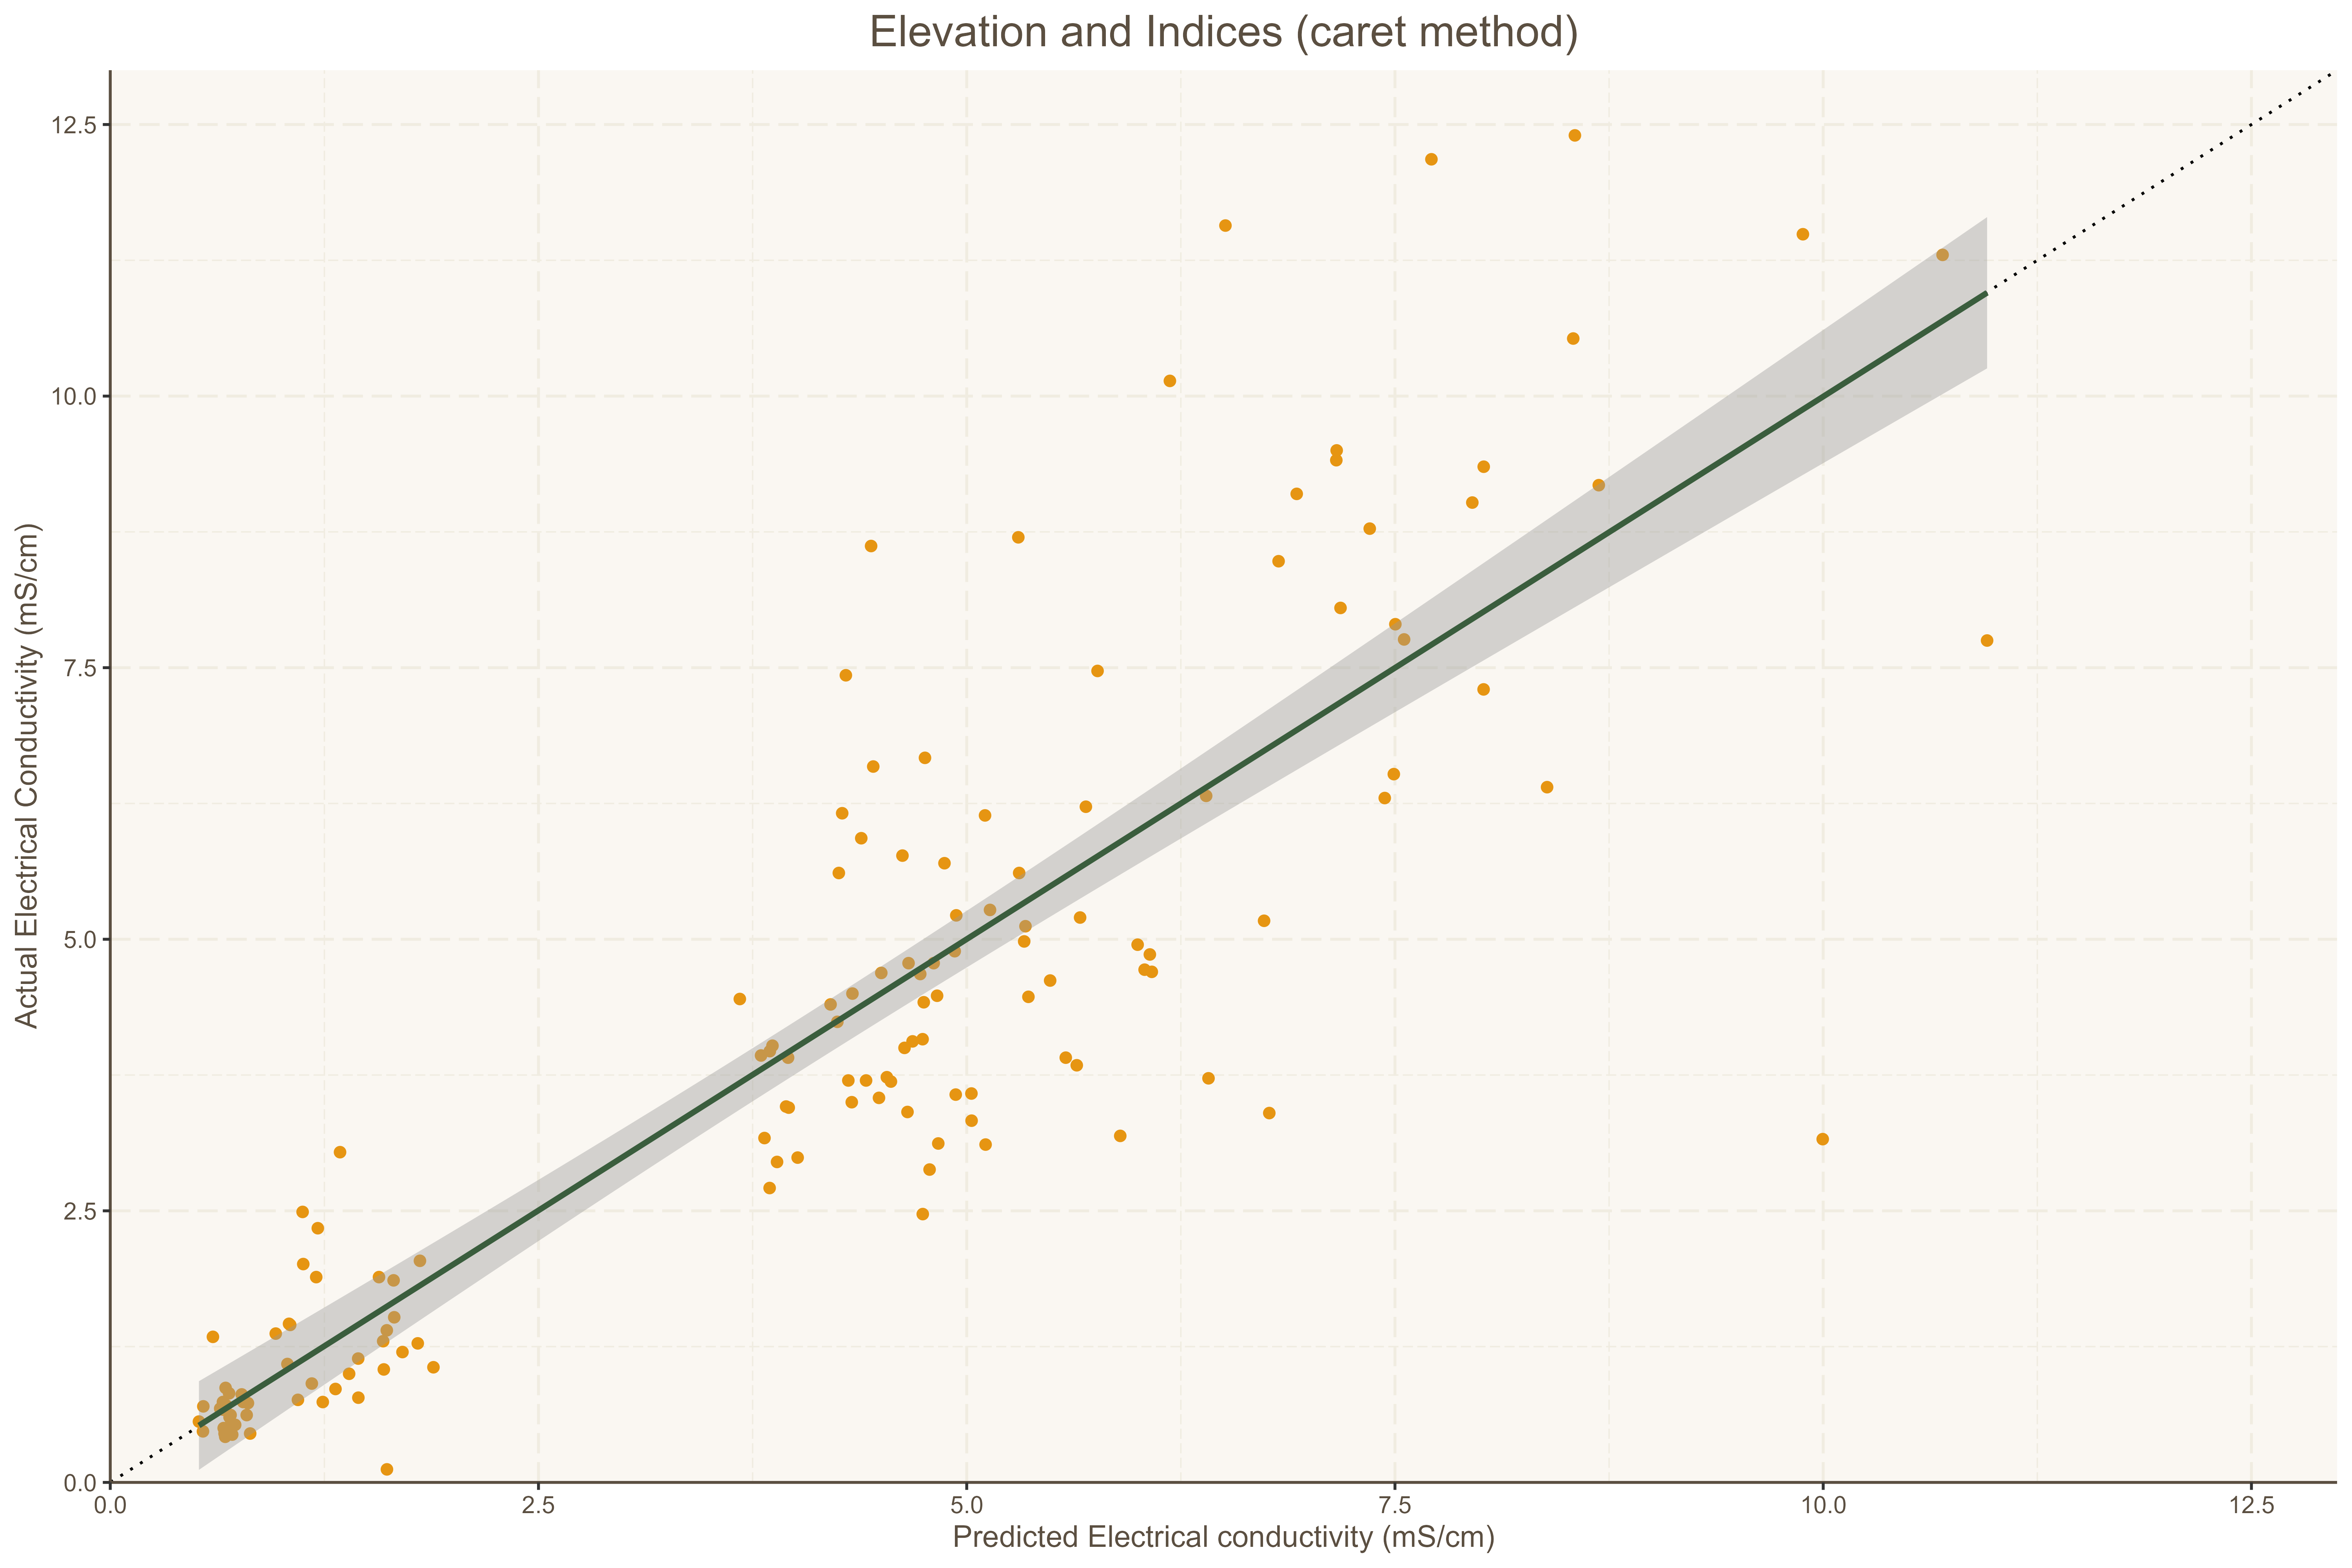 Elevation and Indices (caret method)
Actual Electrical Conductivity (mS/cm)
12.5
10.0
7.5
5.0
2.5
0.0
0.0 2.5 5.0 7.5 10.0 12.5
Predicted Electrical conductivity (mS/cm)